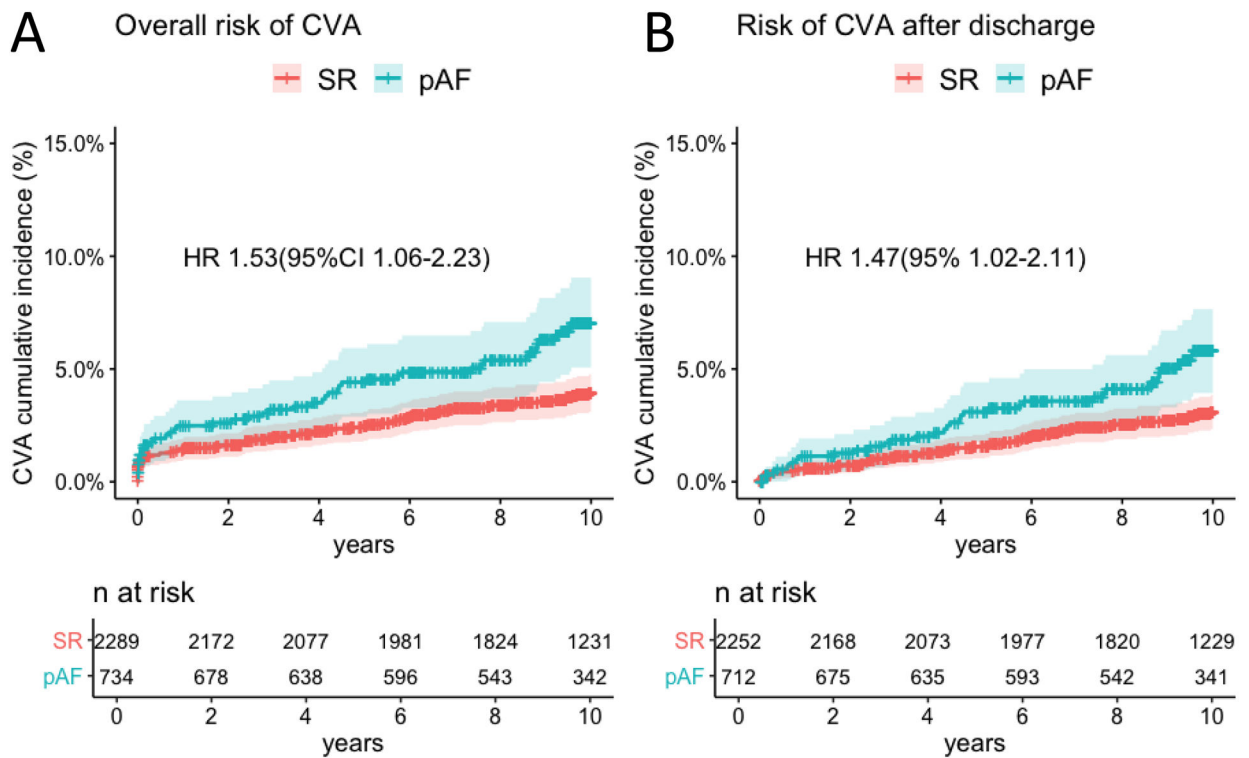 A Overall risk of CVA
SR pAF
15.0%
10.0%
5.0%
0.0%
CVA cumulative incidence (%)
HR 1.53(95%CI 1.06-2.23)
0 2 4 6 8 10
years
n at risk
SR 2289 2172 2077 1981 1824 1231
pAF 734 678 638 596 543 342
0 2 4 6 8 10
years
B Risk of CVA after discharge
SR pAF
15.0%
10.0%
5.0%
0.0%
CVA cumulative incidence (%)
HR 1.47(95% 1.02-2.11)
0 2 4 6 8 10
years
n at risk
SR 2252 2168 2073 1977 1820 1229
pAF 712 675 635 593 542 341
0 2 4 6 8 10
years